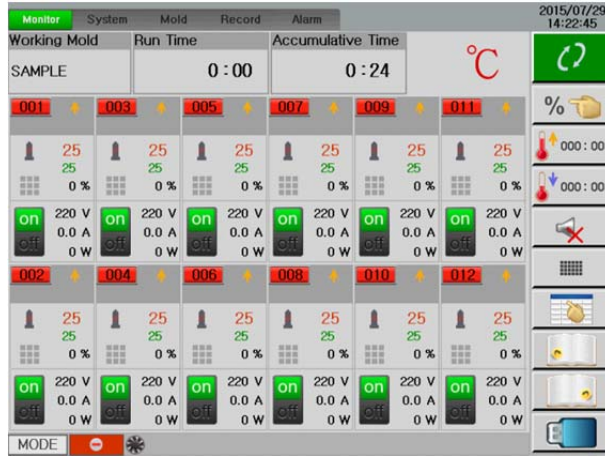 Monitor System Mold Record Alarm 2015/07/29
14:22:45
Working Mold Run Time Accumulative Time
SAMPLE 0:00 0:24 ℃
001 003 005 007 009 011 %
25 25 25 25 25 25 000:00
25 25 25 25 25 25
0 % 0 % 0 % 0 % 0 % 0 % 000:00
on 220 V on 220 V on 220 V on 220 V on 220 V on 220 V
0.0 A 0.0 A 0.0 A 0.0 A 0.0 A 0.0 A
off 0 W off 0 W off 0 W off 0 W off 0 W off 0 W
002 004 006 008 010 012
25 25 25 25 25 25
25 25 25 25 25 25
0 % 0 % 0 % 0 % 0 % 0 %
on 220 V on 220 V on 220 V on 220 V on 220 V on 220 V
0.0 A 0.0 A 0.0 A 0.0 A 0.0 A 0.0 A
off 0 W off 0 W off 0 W off 0 W off 0 W off 0 W
MODE